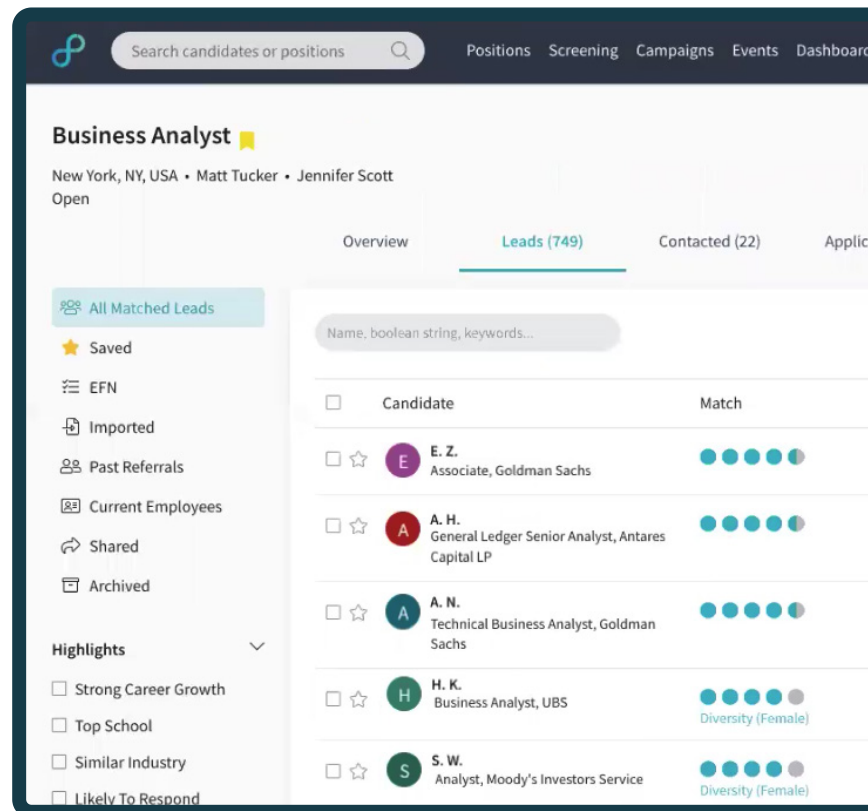 Search candidates or positions
Positions Screening Campaigns Events Dashboard
Business Analyst
New York, NY, USA • Matt Tucker • Jennifer Scott
Open
Overview Leads (749) Contacted (22) Applic
All Matched Leads
Saved
EFN
Imported
Past Referrals
Current Employees
Shared
Archived
Highlights
Strong Career Growth
Top School
Similar Industry
Likely To Respond
Name, boolean string, keywords...
Candidate Match
E
E. Z.
Associate, Goldman Sachs
A
A. H.
General Ledger Senior Analyst, Antares
Capital LP
A
A. N.
Technical Business Analyst, Goldman
Sachs
H
H. K.
Business Analyst, UBS
Diversity (Female)
S
S. W.
Analyst, Moody's Investors Service
Diversity (Female)